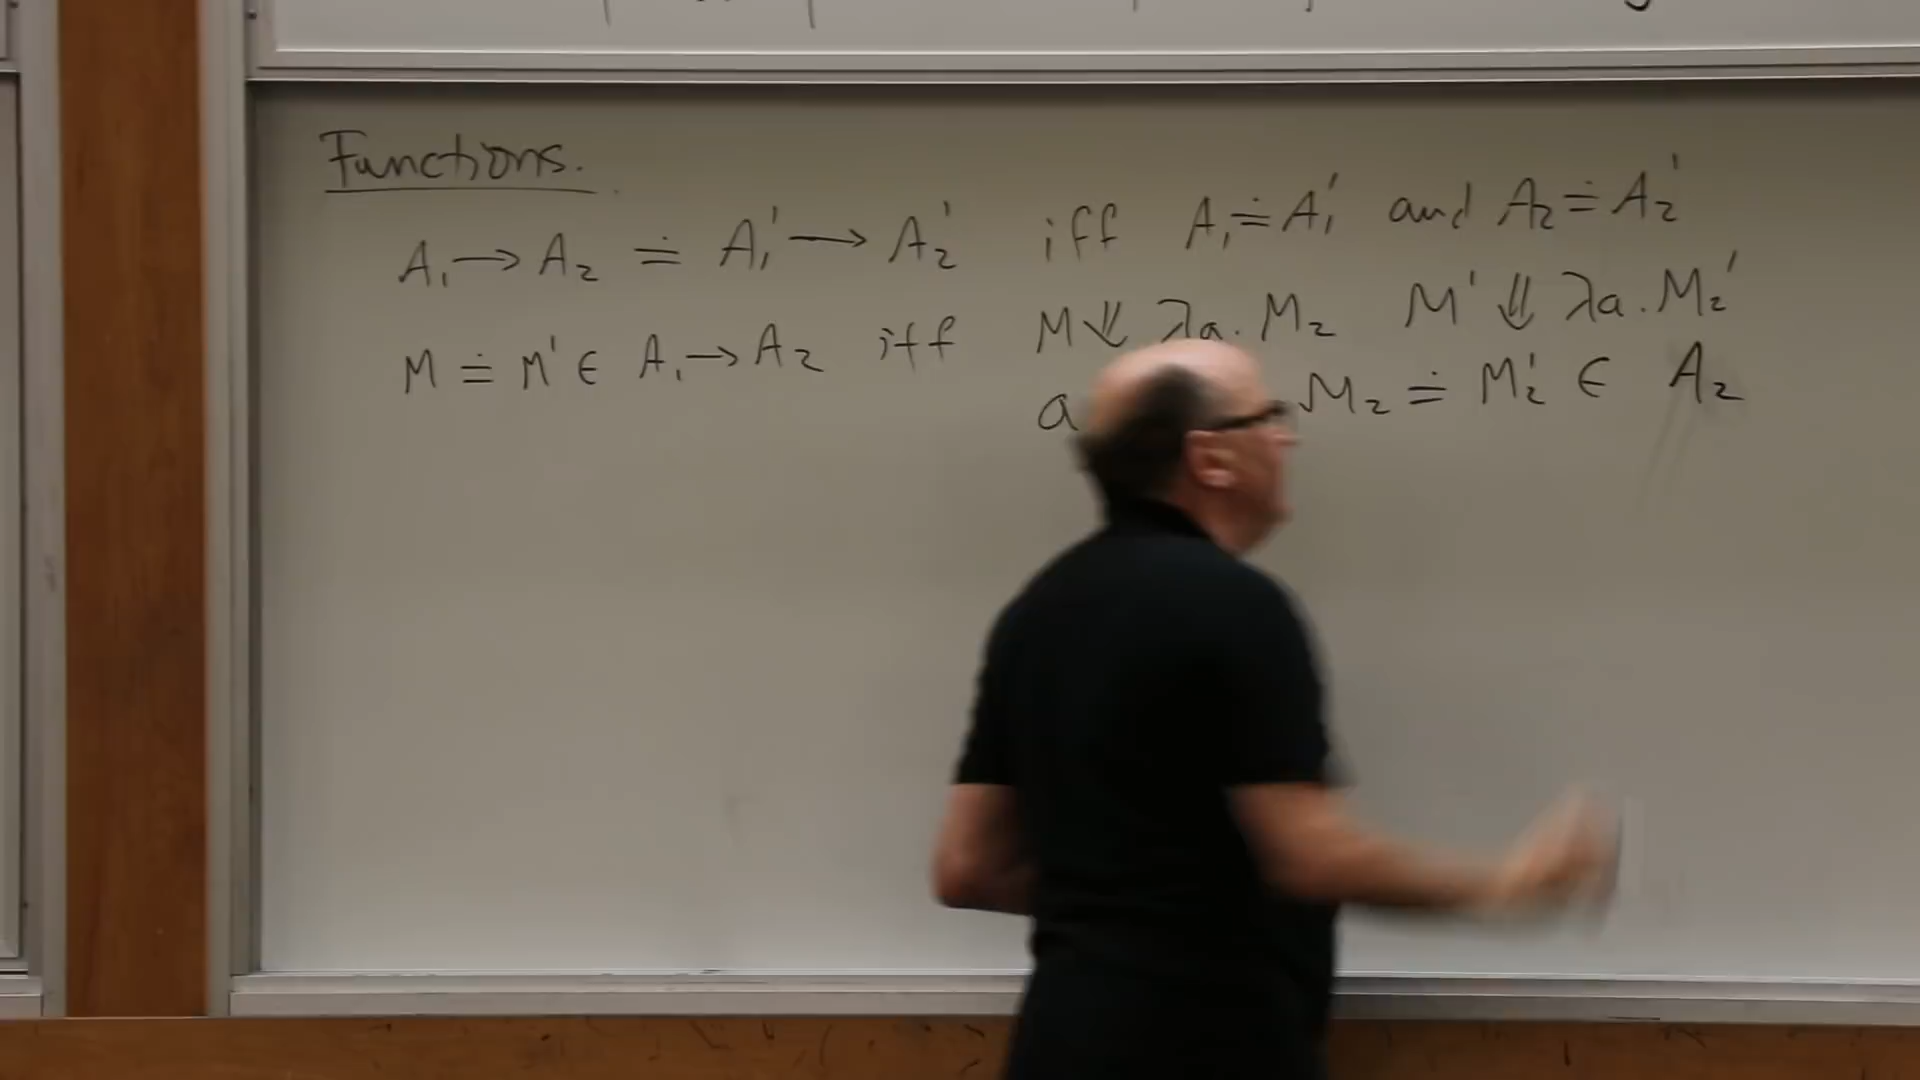 Functions.
A₁→A₂ ≐ A₁'→A₂' iff A₁≐A₁' and A₂≐A₂'
M ≐ M' ∈ A₁→A₂ iff M⇓ λa. M₂ M'⇓ λa. M₂'
a M₂ ≐ M₂' ∈ A₂